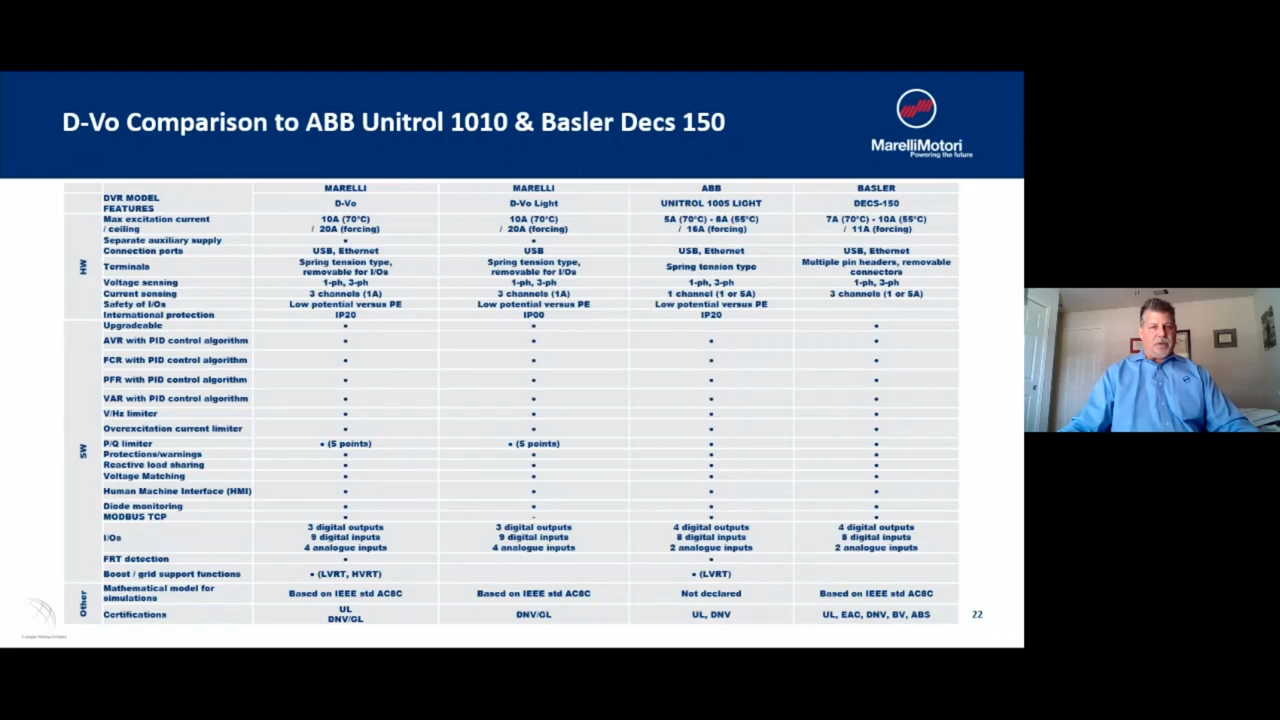 D-Vo Comparison to ABB Unitrol 1010 & Basler Decs 150
MarelliMotori
Powering the future
MARELLI MARELLI ABB BASLER
DVR MODEL
FEATURES D-Vo D-Vo Light UNITROL 1005 LIGHT DECS-150
HW
Max excitation current / ceiling 10A (70°C) / 20A (forcing) 10A (70°C) / 20A (forcing) 5A (70°C) - 8A (55°C) / 16A (forcing) 7A (70°C) - 10A (55°C) / 11A (forcing)
Separate auxiliary supply • •
Connection ports USB, Ethernet USB USB, Ethernet USB, Ethernet
Terminals Spring tension type, removable for I/Os Spring tension type, removable for I/Os Spring tension type Multiple pin headers, removable connectors
Voltage sensing 1-ph, 3-ph 1-ph, 3-ph 1-ph, 3-ph 1-ph, 3-ph
Current sensing 3 channels (1A) 3 channels (1A) 1 channel (1 or 5A) 3 channels (1 or 5A)
Safety of I/Os Low potential versus PE Low potential versus PE Low potential versus PE
International protection IP20 IP00 IP20
SW
Upgradeable • • •
AVR with PID control algorithm • • • •
FCR with PID control algorithm • • • •
PFR with PID control algorithm • • • •
VAR with PID control algorithm • • • •
V/Hz limiter • • • •
Overexcitation current limiter • • • •
P/Q limiter • (5 points) • (5 points) • •
Protections/warnings • • • •
Reactive load sharing • • • •
Voltage Matching • • • •
Human Machine Interface (HMI) • • • •
Diode monitoring • • • •
MODBUS TCP • - • •
I/Os 3 digital outputs 9 digital inputs 4 analogue inputs 3 digital outputs 9 digital inputs 4 analogue inputs 4 digital outputs 8 digital inputs 2 analogue inputs 4 digital outputs 8 digital inputs 2 analogue inputs
FRT detection • •
Boost / grid support functions • (LVRT, HVRT) • (LVRT)
Other
Mathematical model for simulations Based on IEEE std AC8C Based on IEEE std AC8C Not declared Based on IEEE std AC8C
Certifications UL DNV/GL DNV/GL UL, DNV UL, EAC, DNV, BV, ABS
22